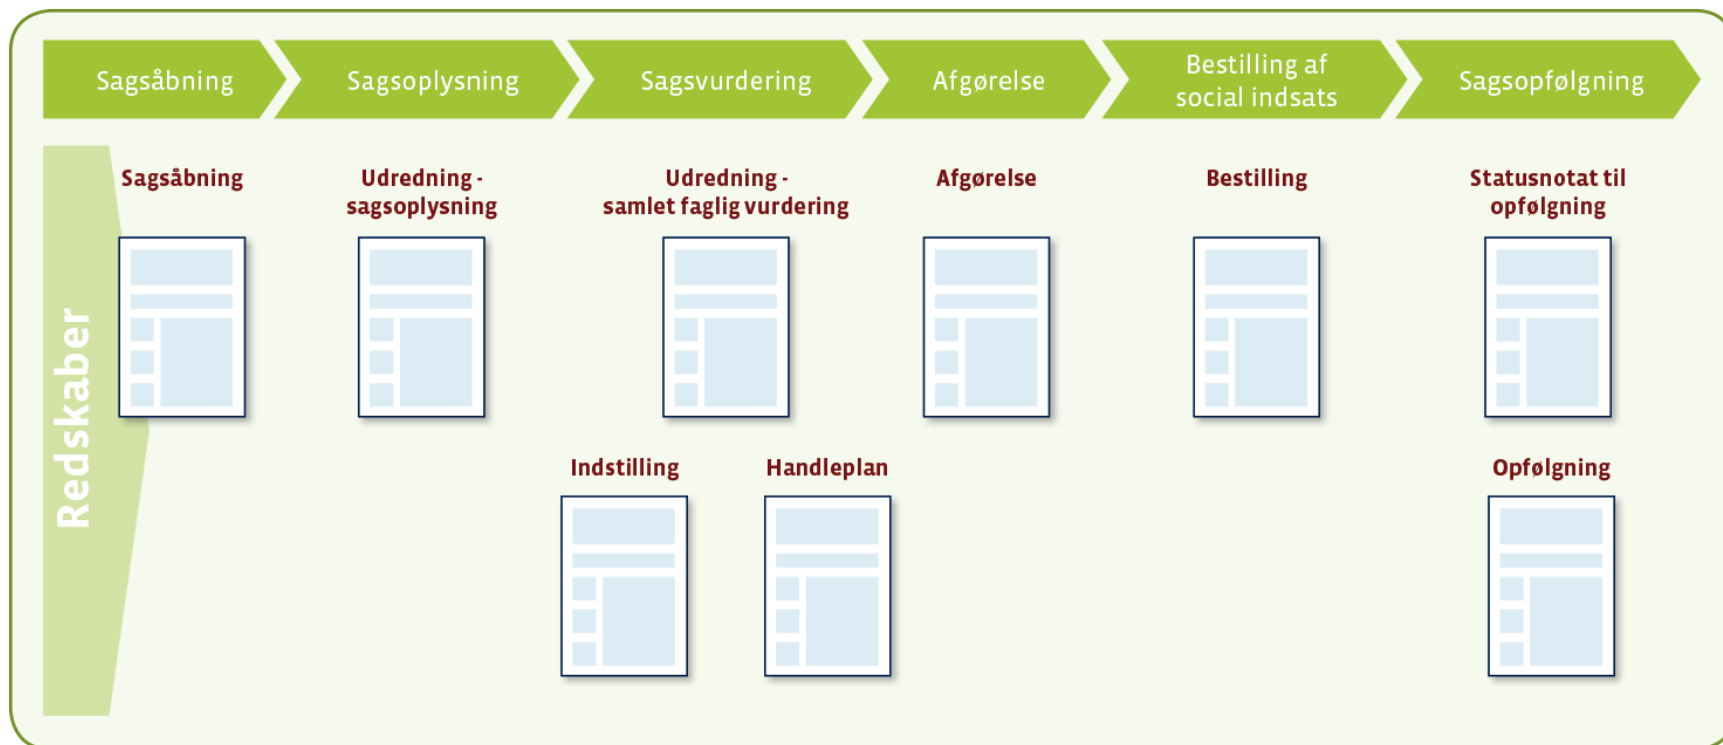 Sagsåbning
Sagsoplysning
Sagsvurdering
Afgørelse
Bestilling af
social indsats
Sagsopfølgning
Redskaber
Sagsåbning
Udredning -
sagsoplysning
Udredning -
samlet faglig vurdering
Afgørelse
Bestilling
Statusnotat til
opfølgning
Indstilling
Handleplan
Opfølgning